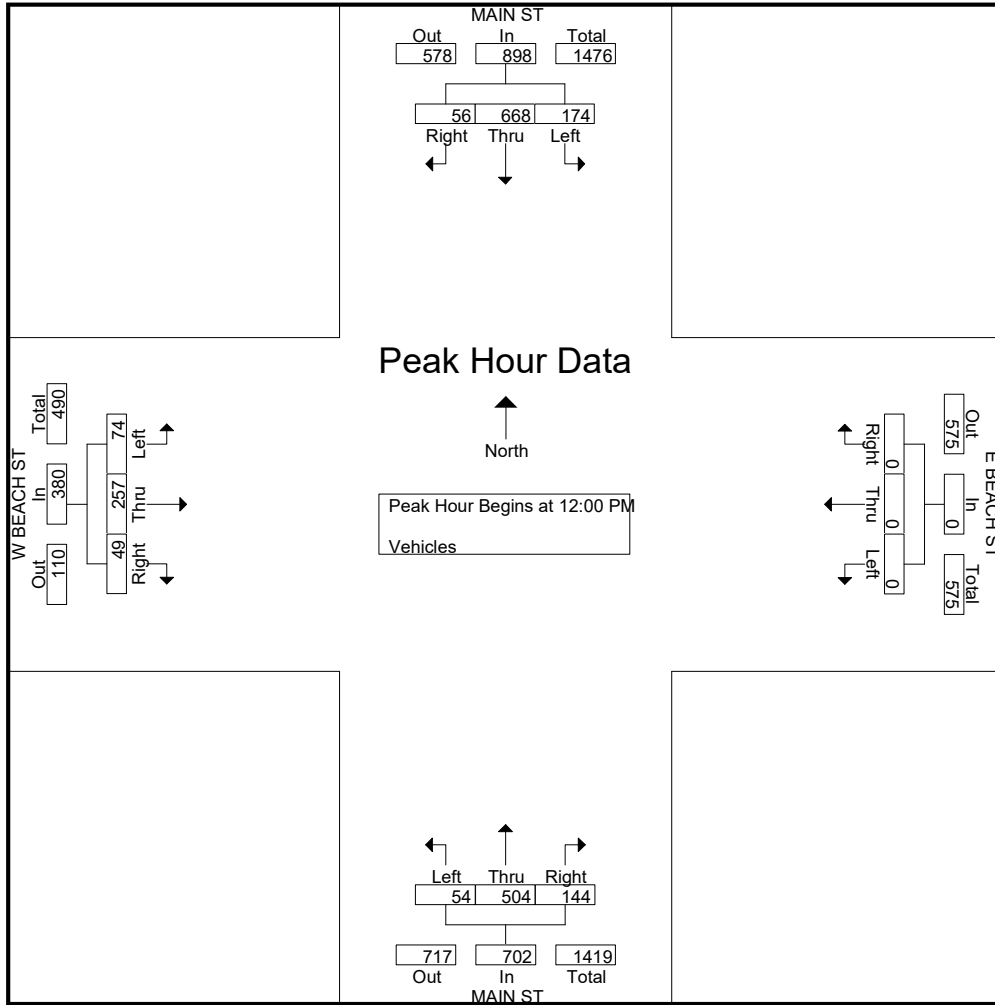 MAIN ST
Out In Total
578 898 1476
56 668 174
Right Thru Left
Peak Hour Data
North
Peak Hour Begins at 12:00 PM
Vehicles
W BEACH ST
Out In Total
110 380 490
49 257 74
Right Thru Left
E BEACH ST
Out In Total
575 0 575
0 0 0
Right Thru Left
Left Thru Right
54 504 144
717 702 1419
Out In Total
MAIN ST